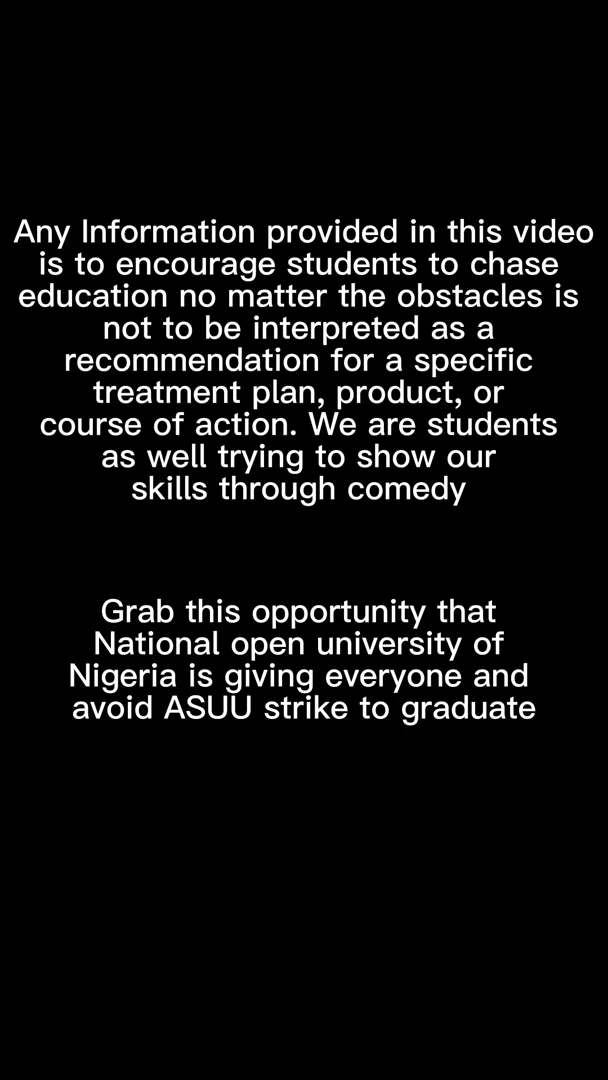 Any Information provided in this video
is to encourage students to chase
education no matter the obstacles is
not to be interpreted as a
recommendation for a specific
treatment plan, product, or
course of action. We are students
as well trying to show our
skills through comedy
Grab this opportunity that
National open university of
Nigeria is giving everyone and
avoid ASUU strike to graduate